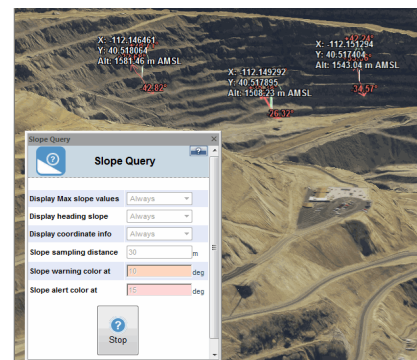 X: -112.146461
Y: 40.518064
Alt: 1581.46 m AMSL
42.82°
X: -112.149292
Y: 40.517895
Alt: 1508.23 m AMSL
26.32°
X: -112.151294
Y: 40.517404
Alt: 1543.04 m AMSL
34.57°
Slope Query
Slope Query
Display Max slope values Always
Display heading slope Always
Display coordinate info Always
Slope sampling distance 30 m
Slope warning color at 10 deg
Slope alert color at 15 deg
Stop